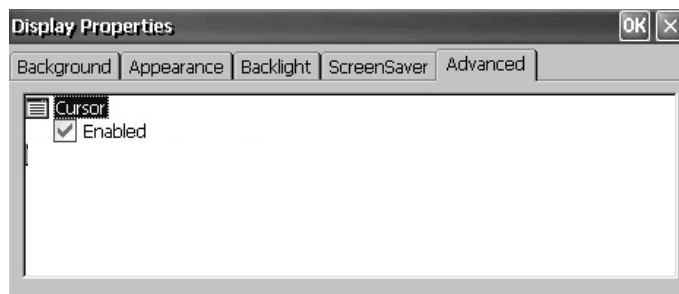 Display Properties OK ×
Background Appearance Backlight ScreenSaver Advanced
Cursor
Enabled